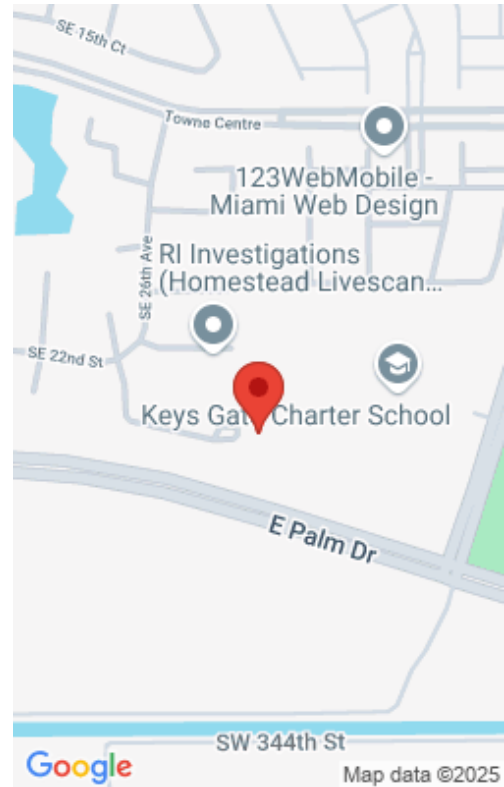 SE 15th Ct
Towne Centre
123WebMobile -
Miami Web Design
SE 26th Ave
RI Investigations
(Homestead Livescan...
SE 22nd St
Keys Gate Charter School
E Palm Dr
SW 344th St
Google
Map data ©2025